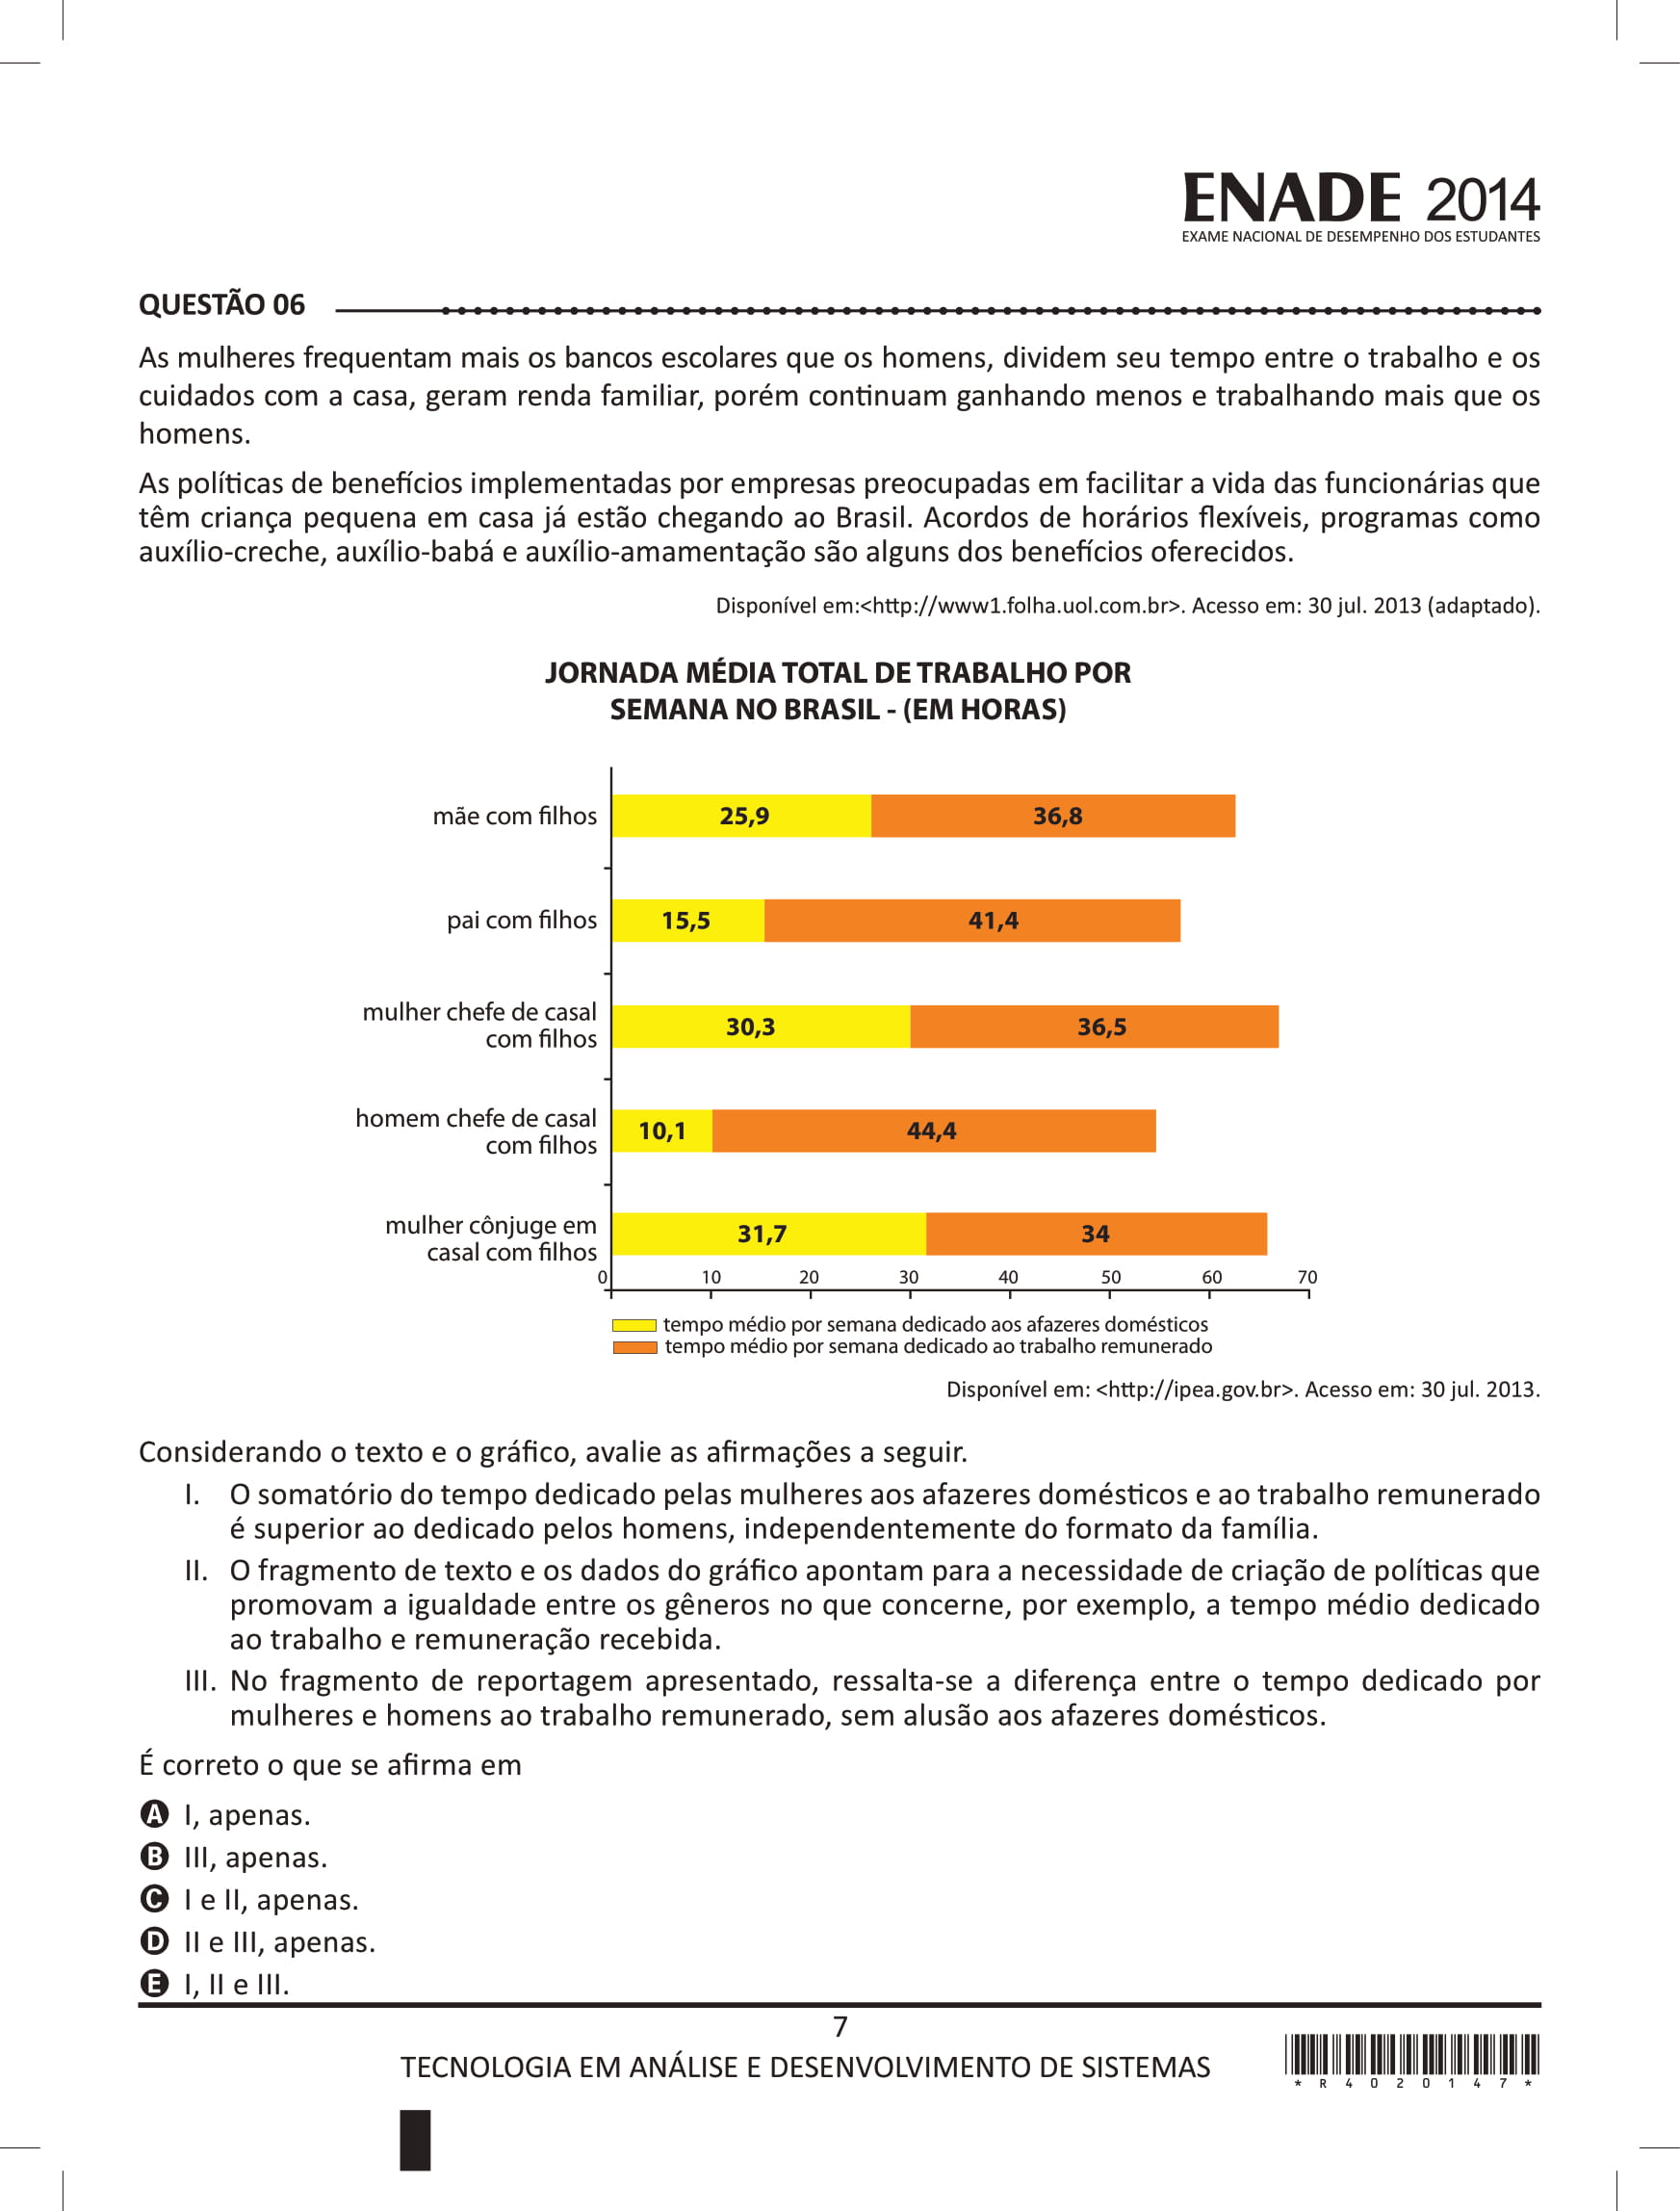 ENADE 2014
EXAME NACIONAL DE DESEMPENHO DOS ESTUDANTES
QUESTÃO 06
As mulheres frequentam mais os bancos escolares que os homens, dividem seu tempo entre o trabalho e os
cuidados com a casa, geram renda familiar, porém continuam ganhando menos e trabalhando mais que os
homens.
As políticas de benefícios implementadas por empresas preocupadas em facilitar a vida das funcionárias que
têm criança pequena em casa já estão chegando ao Brasil. Acordos de horários flexíveis, programas como
auxílio-creche, auxílio-babá e auxílio-amamentação são alguns dos benefícios oferecidos.
Disponível em:<http://www1.folha.uol.com.br>. Acesso em: 30 jul. 2013 (adaptado).
JORNADA MÉDIA TOTAL DE TRABALHO POR
SEMANA NO BRASIL - (EM HORAS)
mãe com filhos 25,9 36,8
pai com filhos 15,5 41,4
mulher chefe de casal
com filhos 30,3 36,5
homem chefe de casal
com filhos 10,1 44,4
mulher cônjuge em
casal com filhos 31,7 34
0 10 20 30 40 50 60 70
tempo médio por semana dedicado aos afazeres domésticos
tempo médio por semana dedicado ao trabalho remunerado
Disponível em: <http://ipea.gov.br>. Acesso em: 30 jul. 2013.
Considerando o texto e o gráfico, avalie as afirmações a seguir.
I. O somatório do tempo dedicado pelas mulheres aos afazeres domésticos e ao trabalho remunerado
é superior ao dedicado pelos homens, independentemente do formato da família.
II. O fragmento de texto e os dados do gráfico apontam para a necessidade de criação de políticas que
promovam a igualdade entre os gêneros no que concerne, por exemplo, a tempo médio dedicado
ao trabalho e remuneração recebida.
III. No fragmento de reportagem apresentado, ressalta-se a diferença entre o tempo dedicado por
mulheres e homens ao trabalho remunerado, sem alusão aos afazeres domésticos.
É correto o que se afirma em
A I, apenas.
B III, apenas.
C I e II, apenas.
D II e III, apenas.
E I, II e III.
7
TECNOLOGIA EM ANÁLISE E DESENVOLVIMENTO DE SISTEMAS
* R 4 0 2 0 1 4 7 *